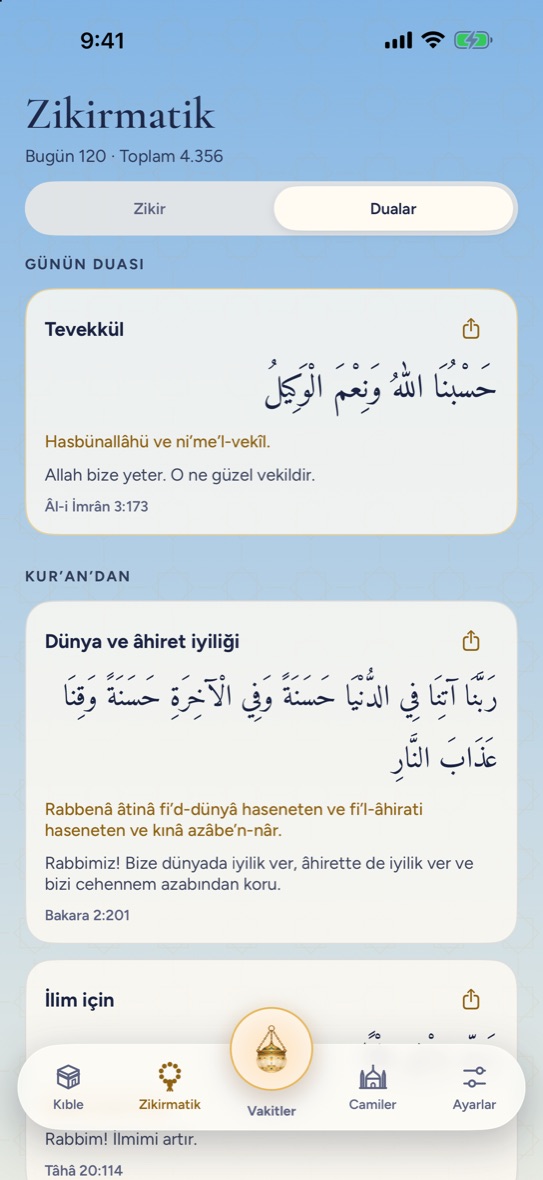 9:41
Zikirmatik
Bugün 120 · Toplam 4.356
Zikir
Dualar
GÜNÜN DUASI
Tevekkül
حَسْبُنَا اللهُ وَنِعْمَ الْوَكِيلُ
Hasbünallâhü ve ni’me’l-vekîl.
Allah bize yeter. O ne güzel vekildir.
Âl-i İmrân 3:173
KUR’AN’DAN
Dünya ve âhiret iyiliği
رَبَّنَا آتِنَا فِي الدُّنْيَا حَسَنَةً وَفِي الْآخِرَةِ حَسَنَةً وَقِنَا
عَذَابَ النَّارِ
Rabbenâ âtinâ fi’d-dünyâ haseneten ve fi’l-âhirati
haseneten ve kınâ azâbe’n-nâr.
Rabbimiz! Bize dünyada iyilik ver, âhirette de iyilik ver ve
bizi cehennem azabından koru.
Bakara 2:201
İlim için
Kıble
Zikirmatik
Vakitler
Camiler
Ayarlar
Rabbim! İlmimi artır.
Tâhâ 20:114